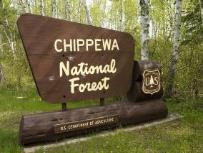 CHIPPEWA
National
Forest
U.S. DEPARTMENT OF AGRICULTURE